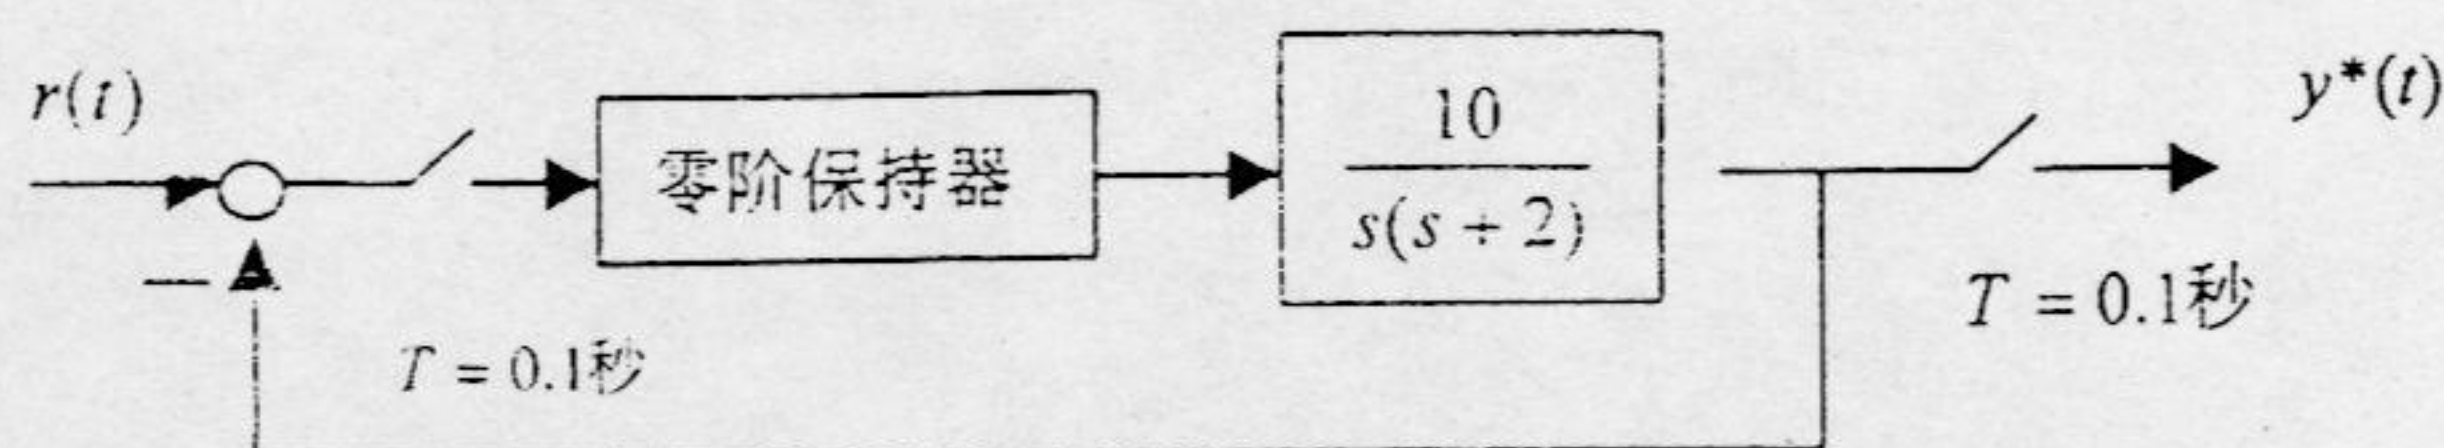 r(t)
零阶保持器
10
s(s + 2)
y*(t)
−
T = 0.1秒
T = 0.1秒